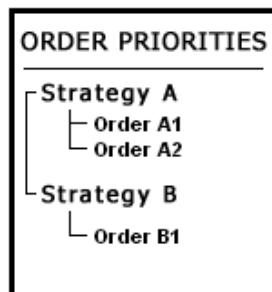 ORDER PRIORITIES
Strategy A
Order A1
Order A2
Strategy B
Order B1